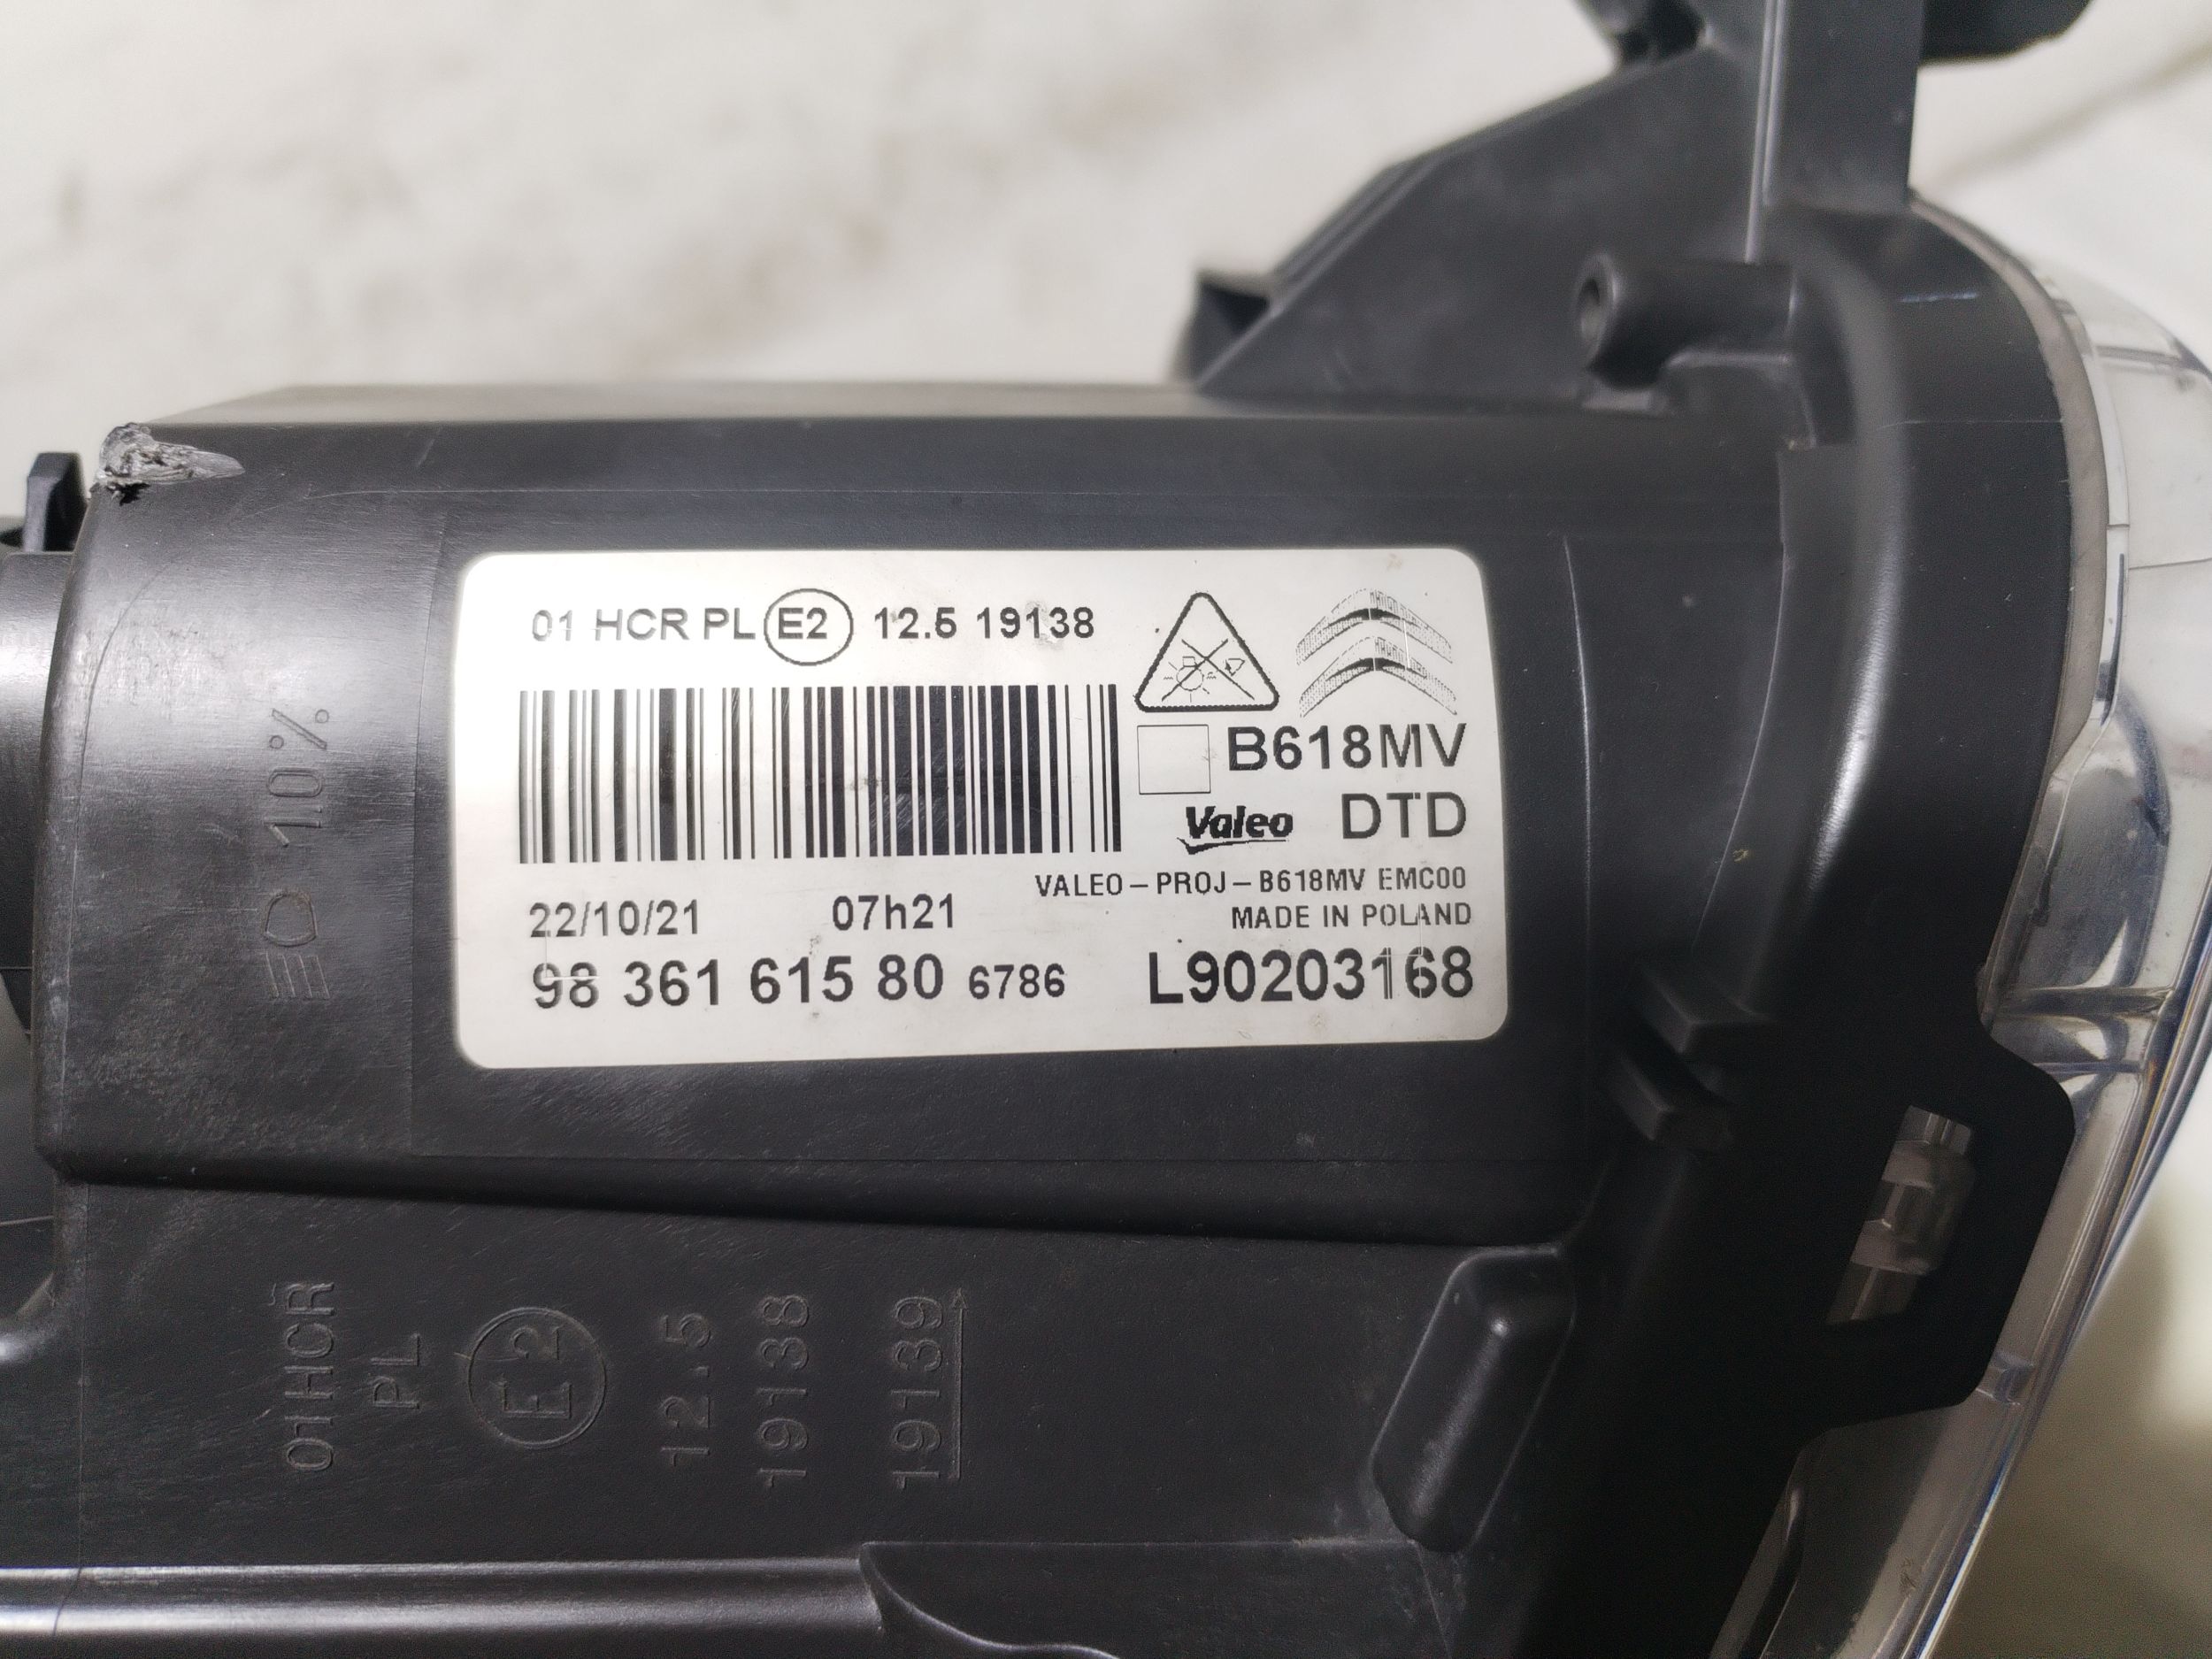 01 HCR PL E2 12.5 19138
B618MV
Valeo DTD
VALEO-PROJ-B618MV EMC00
22/10/21 07h21
MADE IN POLAND
98 361 615 80 6786 L90203168
10%
01HCR
PL
E2
12.5
19138
19139